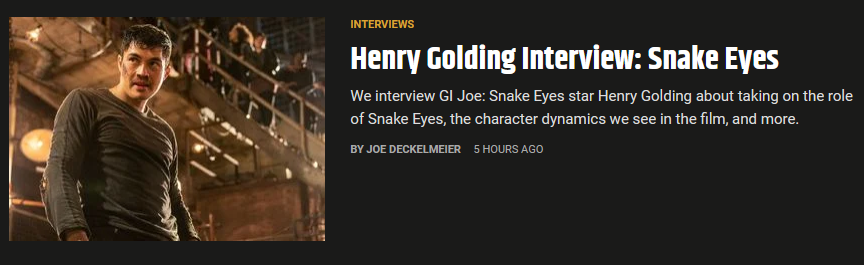 INTERVIEWS
Henry Golding Interview: Snake Eyes
We interview GI Joe: Snake Eyes star Henry Golding about taking on the role
of Snake Eyes, the character dynamics we see in the film, and more.
BY JOE DECKELMEIER 5 HOURS AGO